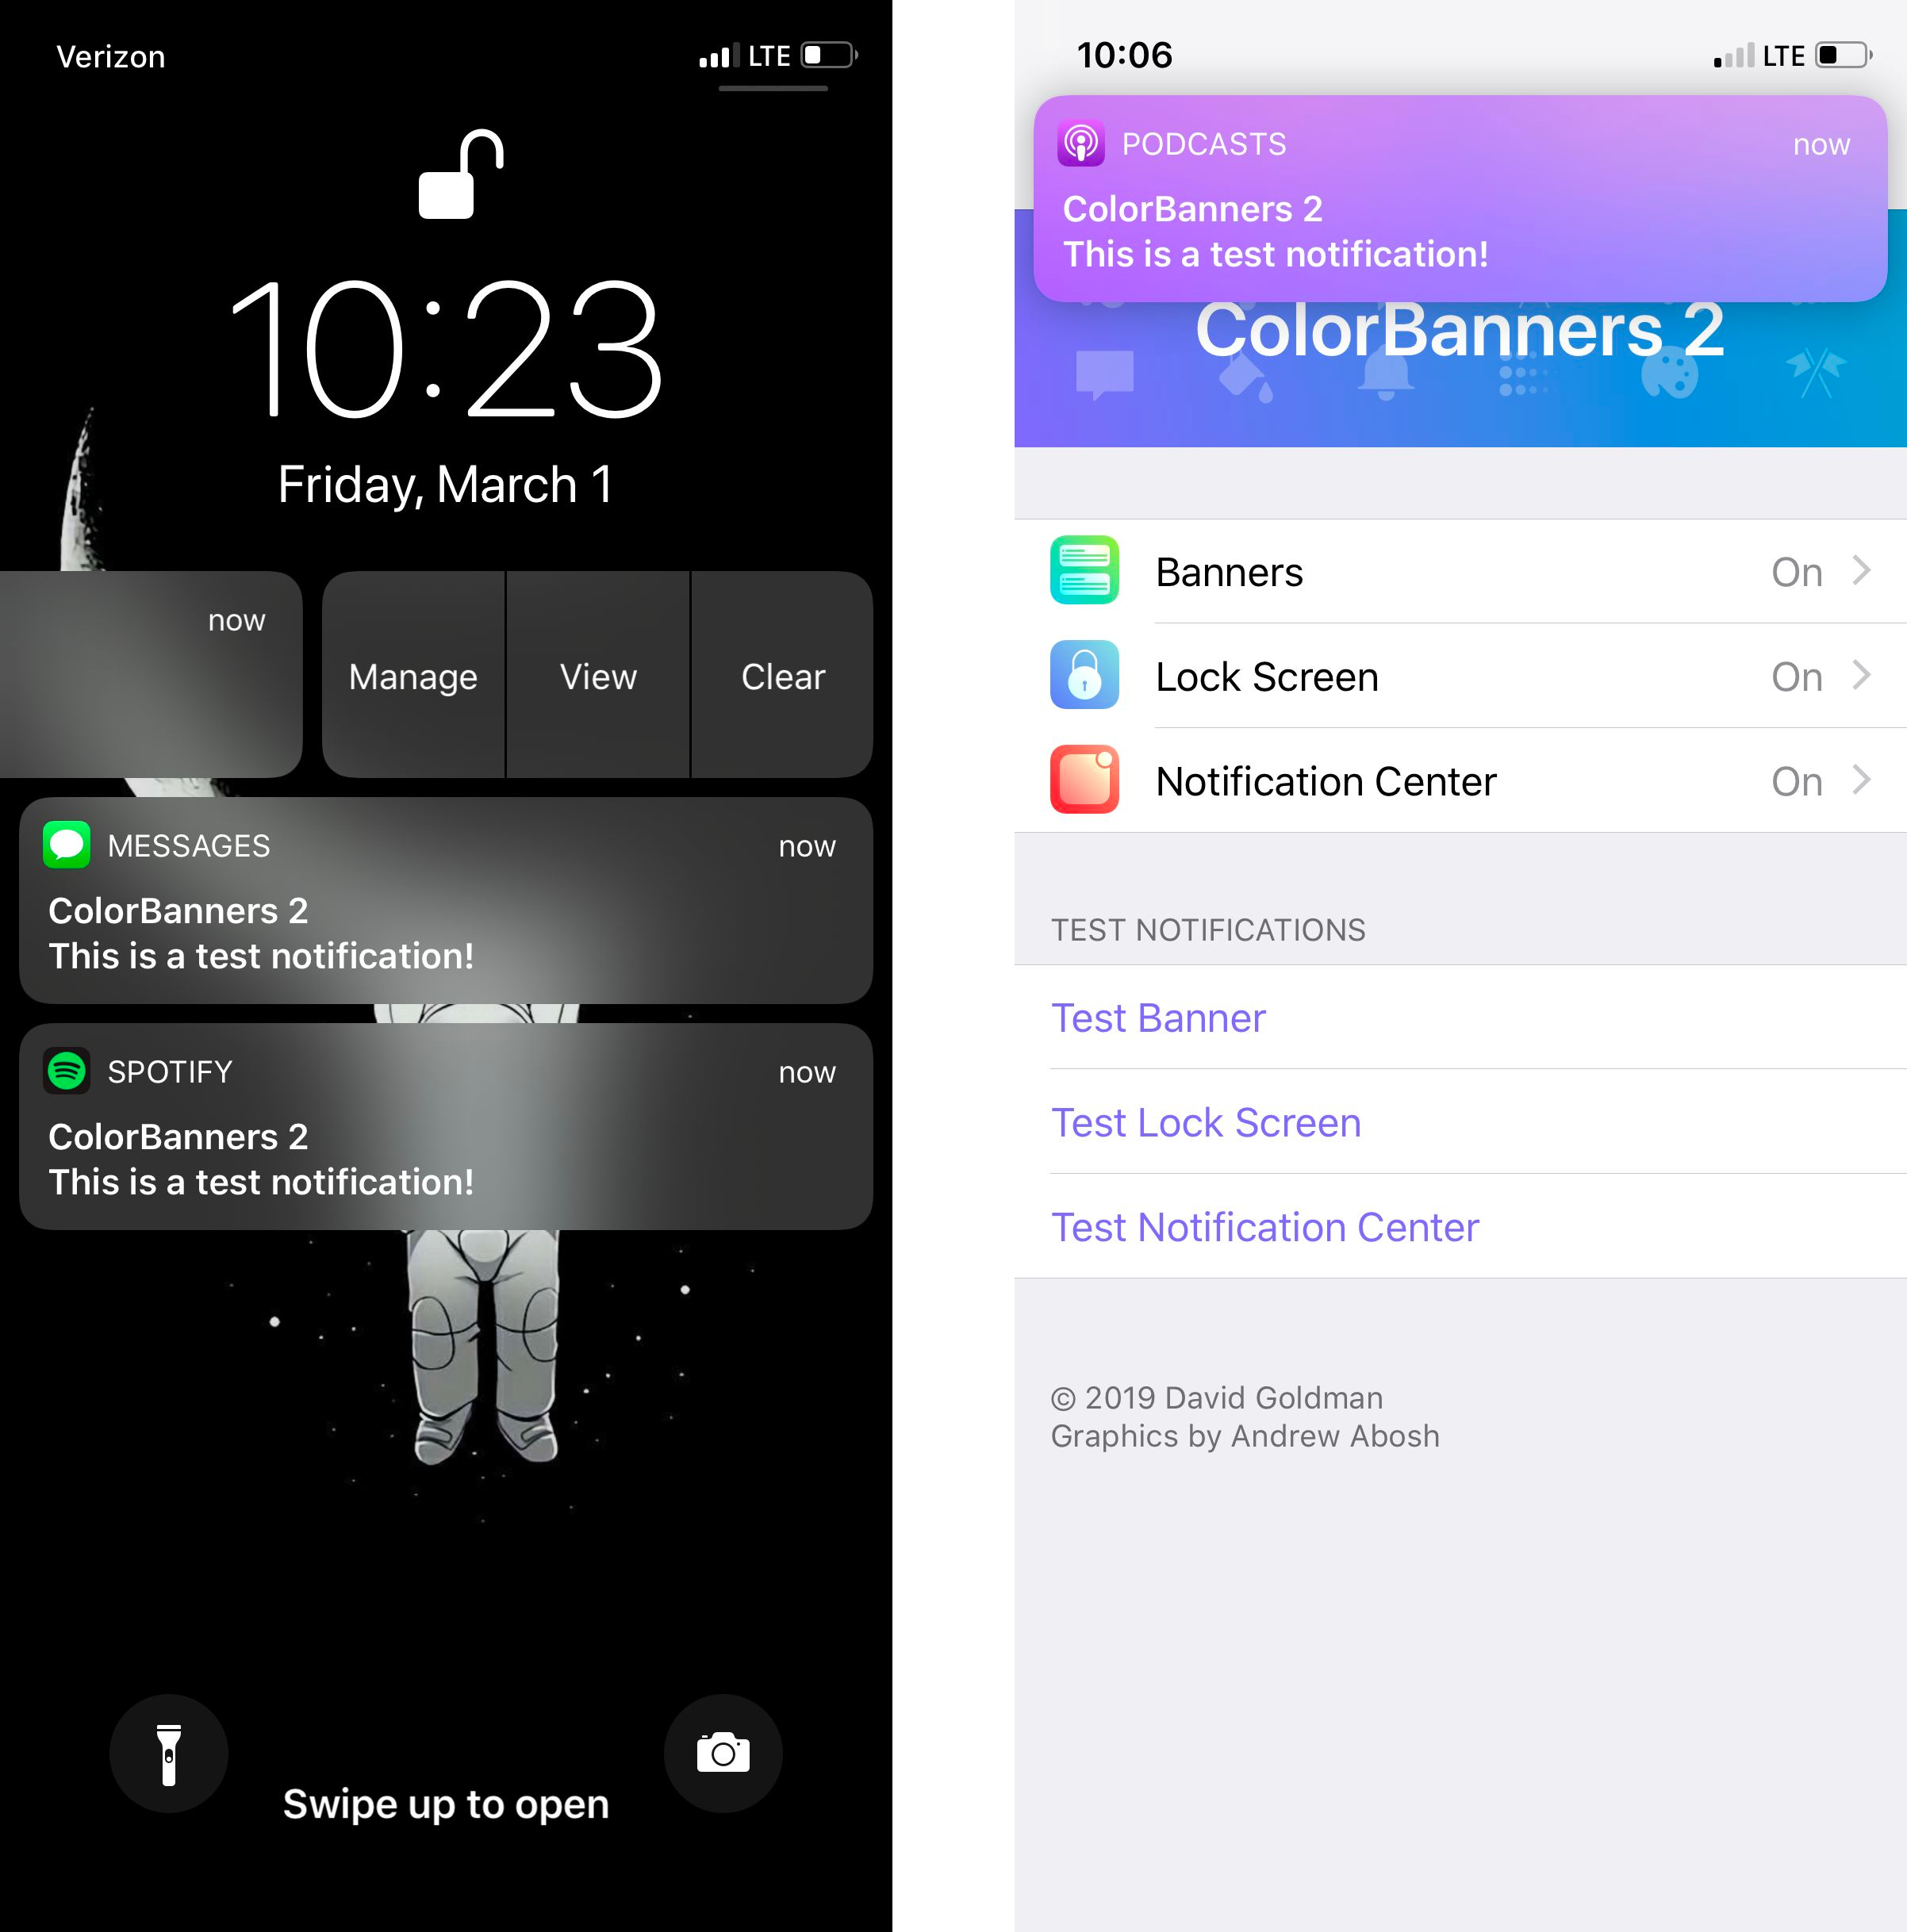 Verizon
LTE
10:23
Friday, March 1
now
Manage
View
Clear
MESSAGES
now
ColorBanners 2
This is a test notification!
SPOTIFY
now
ColorBanners 2
This is a test notification!
Swipe up to open
10:06
LTE
PODCASTS
now
ColorBanners 2
This is a test notification!
ColorBanners 2
Banners
On
Lock Screen
On
Notification Center
On
TEST NOTIFICATIONS
Test Banner
Test Lock Screen
Test Notification Center
© 2019 David Goldman
Graphics by Andrew Abosh